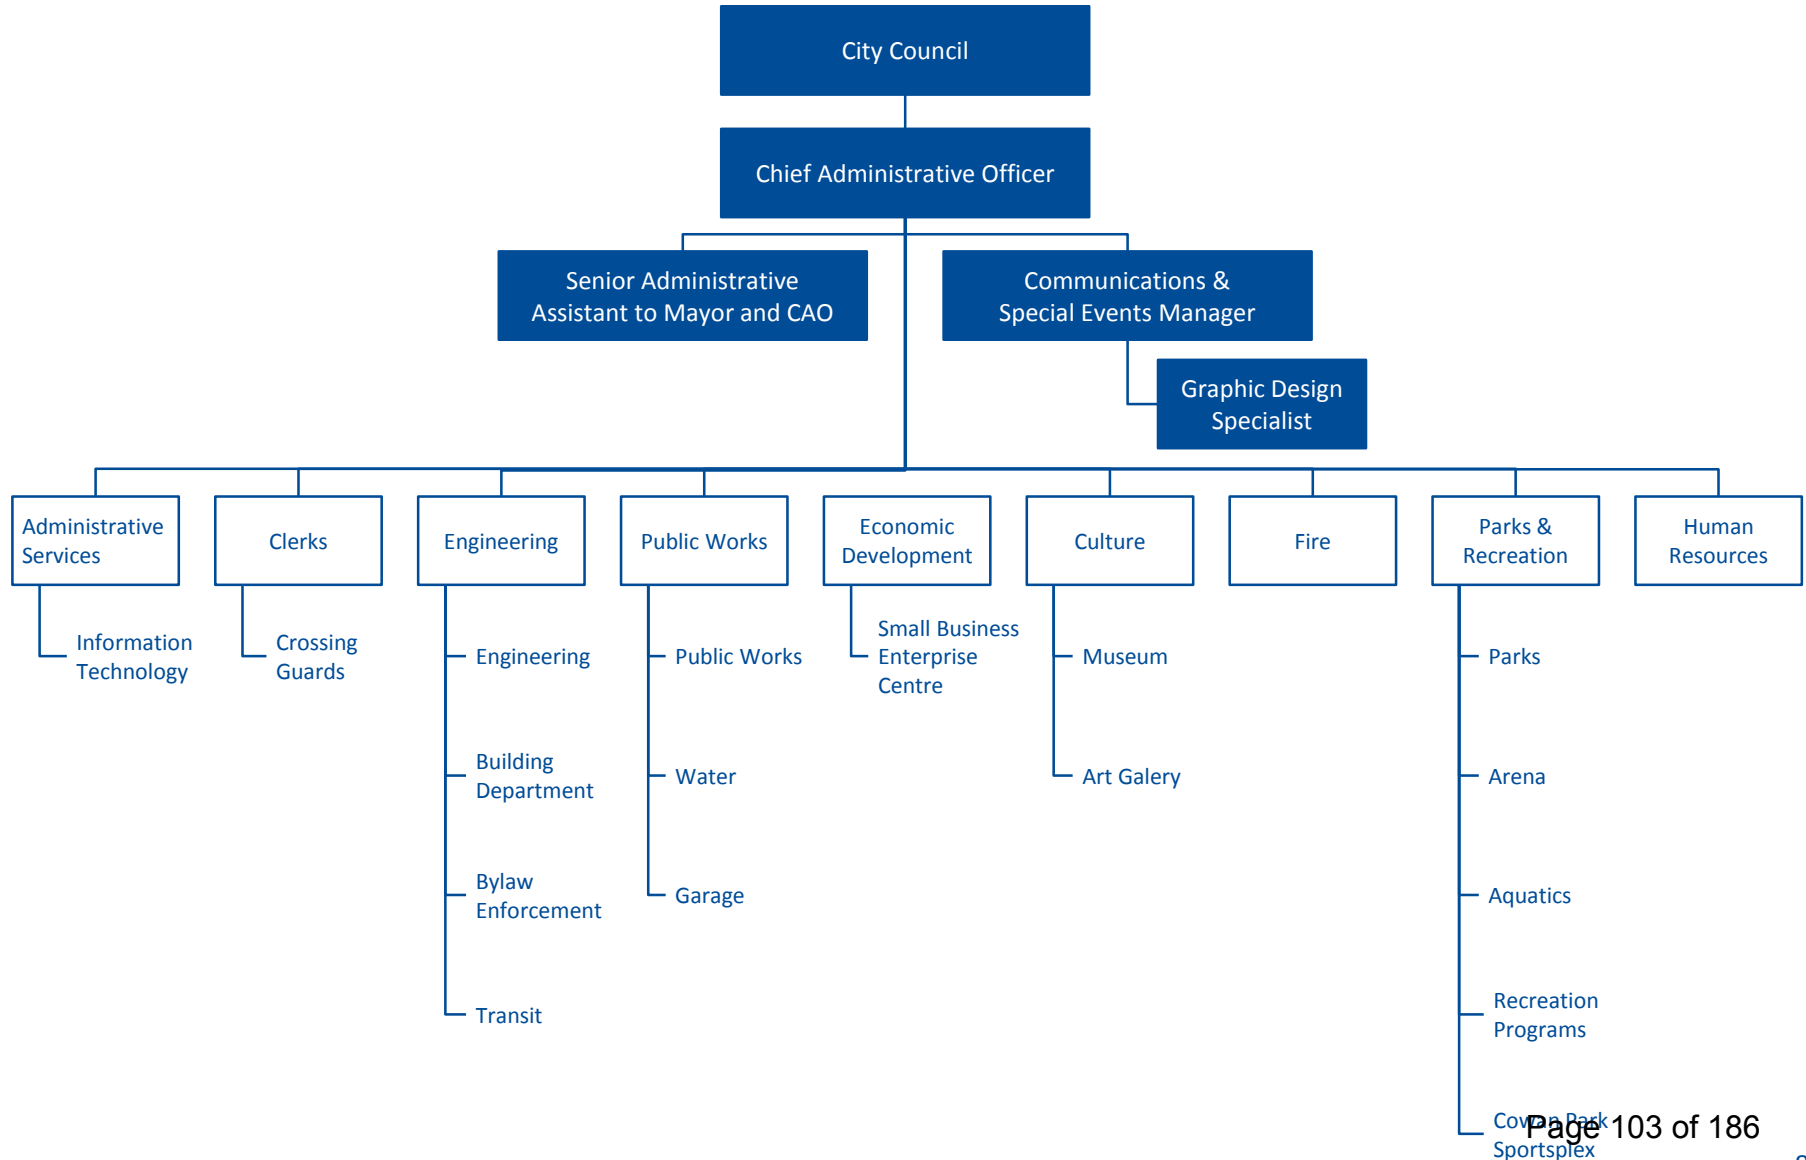 City Council
Chief Administrative Officer
Senior Administrative
Assistant to Mayor and CAO
Communications &
Special Events Manager
Graphic Design
Specialist
Administrative
Services
Clerks
Engineering
Public Works
Economic
Development
Culture
Fire
Parks &
Recreation
Human
Resources
Information
Technology
Crossing
Guards
Engineering
Building
Department
Bylaw
Enforcement
Transit
Public Works
Water
Garage
Small Business
Enterprise
Centre
Museum
Art Galery
Parks
Arena
Aquatics
Recreation
Programs
Cowan Park
Sportsplex
Page 103 of 186